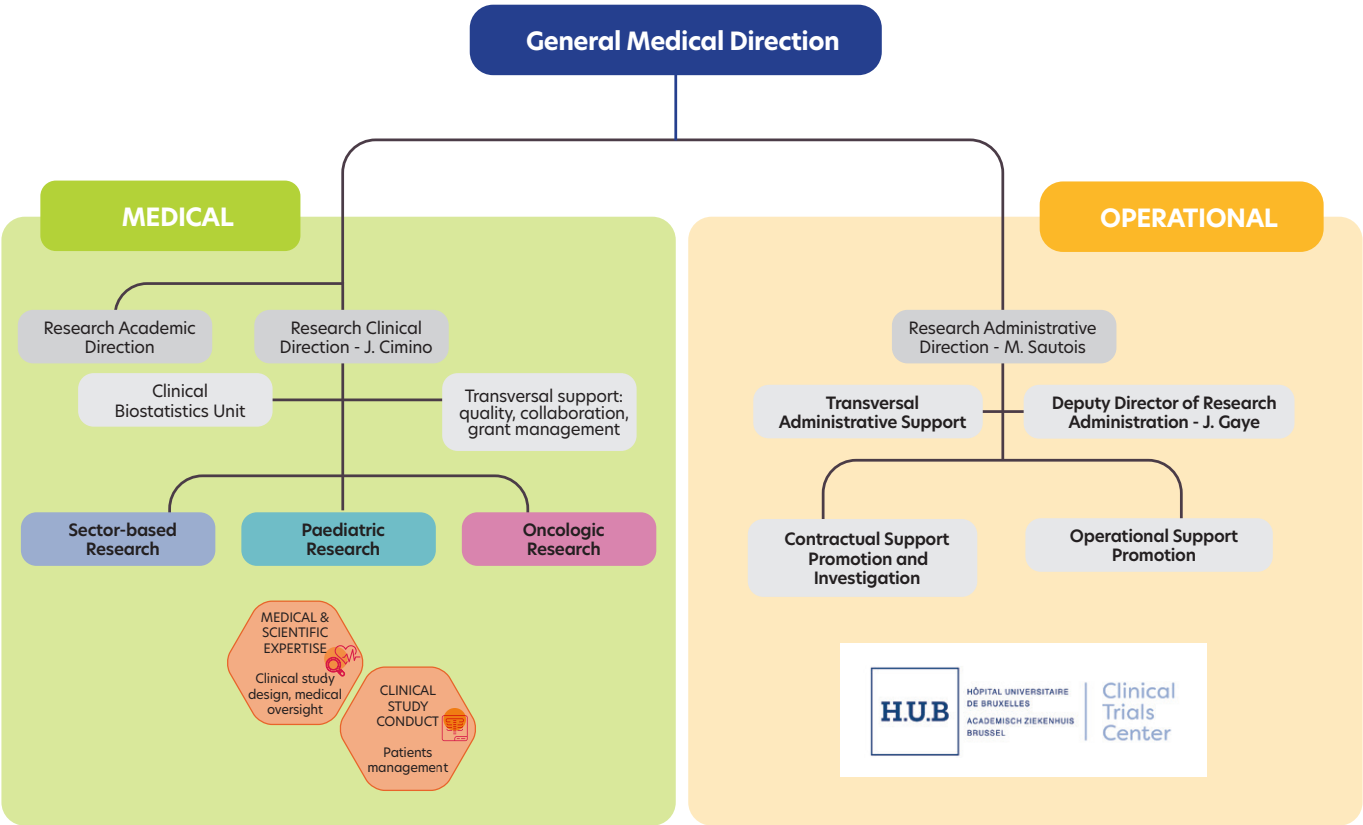 General Medical Direction
MEDICAL
OPERATIONAL
Research Academic
Direction
Research Clinical
Direction - J. Cimino
Research Administrative
Direction - M. Sautois
Clinical
Biostatistics Unit
Transversal support:
quality, collaboration,
grant management
Transversal
Administrative Support
Deputy Director of Research
Administration - J. Gaye
Sector-based
Research
Paediatric
Research
Oncologic
Research
Contractual Support
Promotion and
Investigation
Operational Support
Promotion
MEDICAL &
SCIENTIFIC
EXPERTISE
Clinical study
design, medical
oversight
CLINICAL
STUDY
CONDUCT
Patients
management
H.U.B
HÔPITAL UNIVERSITAIRE
DE BRUXELLES
ACADEMISCH ZIEKENHUIS
BRUSSEL
Clinical
Trials
Center